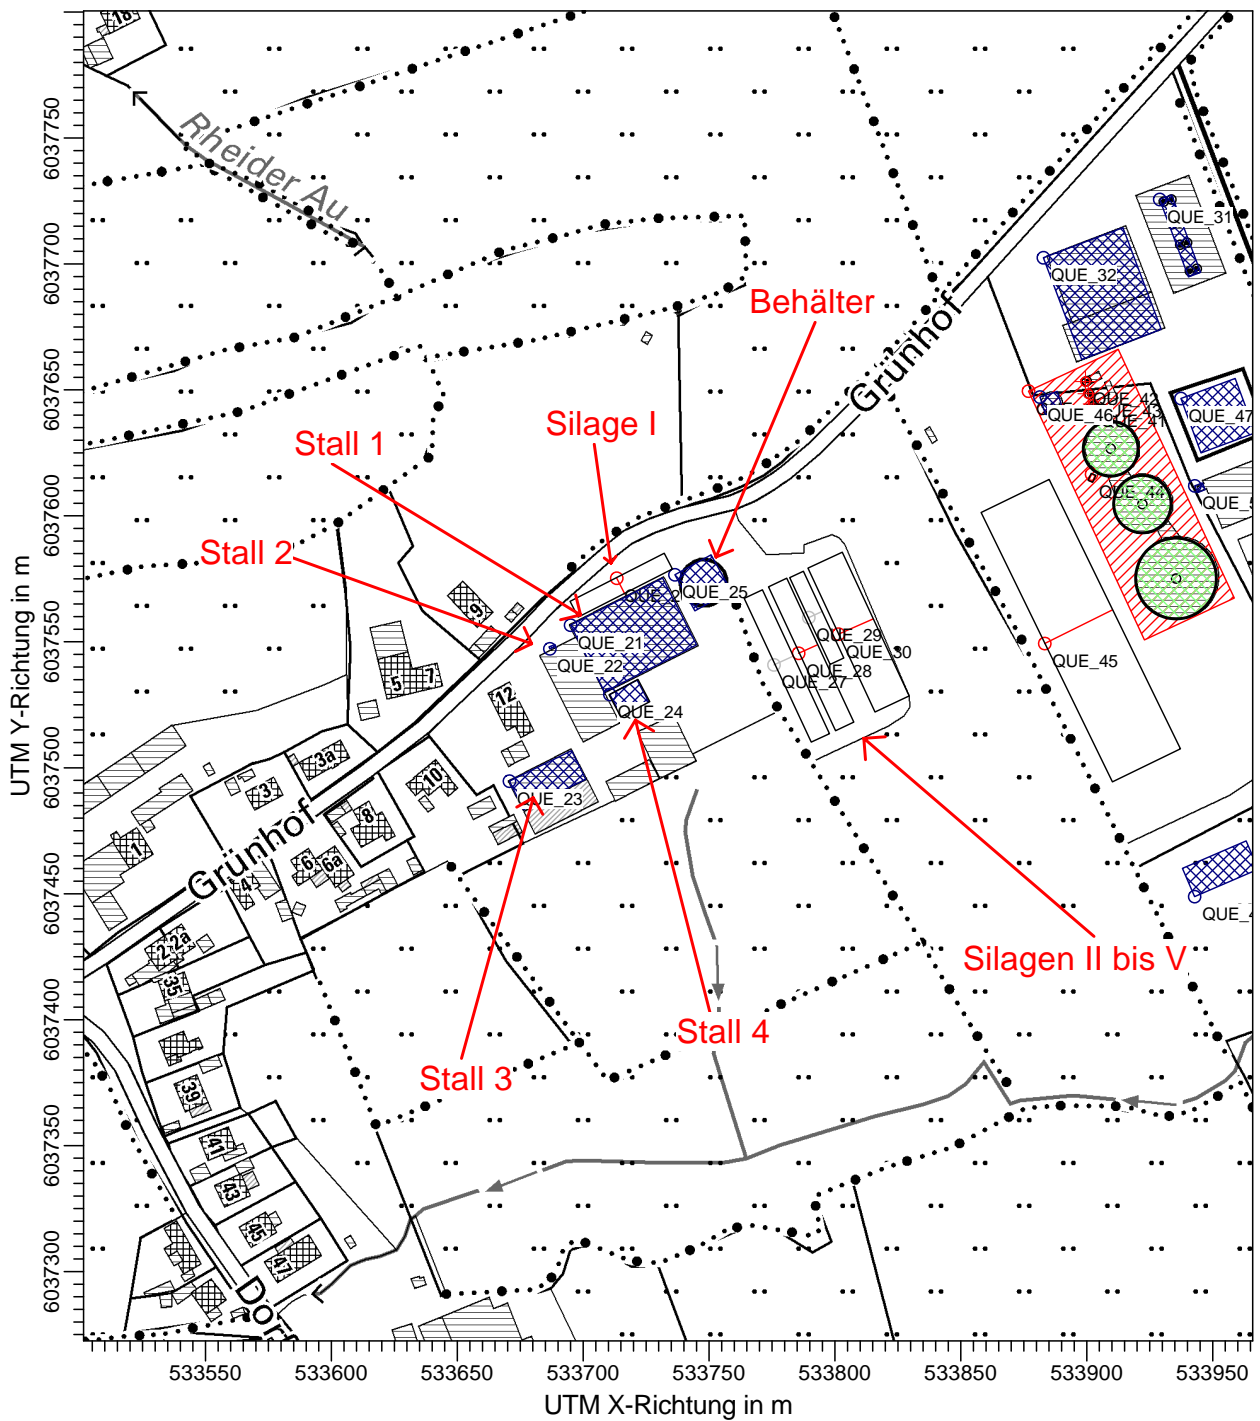 18
Rheider Au
QUE_31
QUE_32
Behälter
Grünhof
Silage I
Stall 1
QUE_42
QUE_46
QUE_41
QUE_47
QUE_44
Stall 2
QUE_25
QUE_21
QUE_22
9
5
7
12
QUE_24
QUE_29
QUE_30
QUE_28
QUE_27
QUE_45
3a
3
10
8
QUE_23
1
6
6a
4
Grünhof
2
2a
35
Silagen II bis V
Stall 4
Stall 3
39
41
43
45
47
Dorf
6037750
6037700
6037650
6037600
6037550
6037500
6037450
6037400
6037350
6037300
UTM Y-Richtung in m
533550
533600
533650
533700
533750
533800
533850
533900
533950
UTM X-Richtung in m